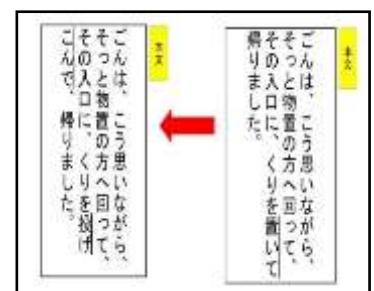 本文
ごんは、こう思いながら、
そっと物置の方へ回って、
その入口に、くりを置いて
帰りました。
ごんは、こう思いながら、
そっと物置の方へ回って、
その入口に、くりを投げ
こんで、帰りました。